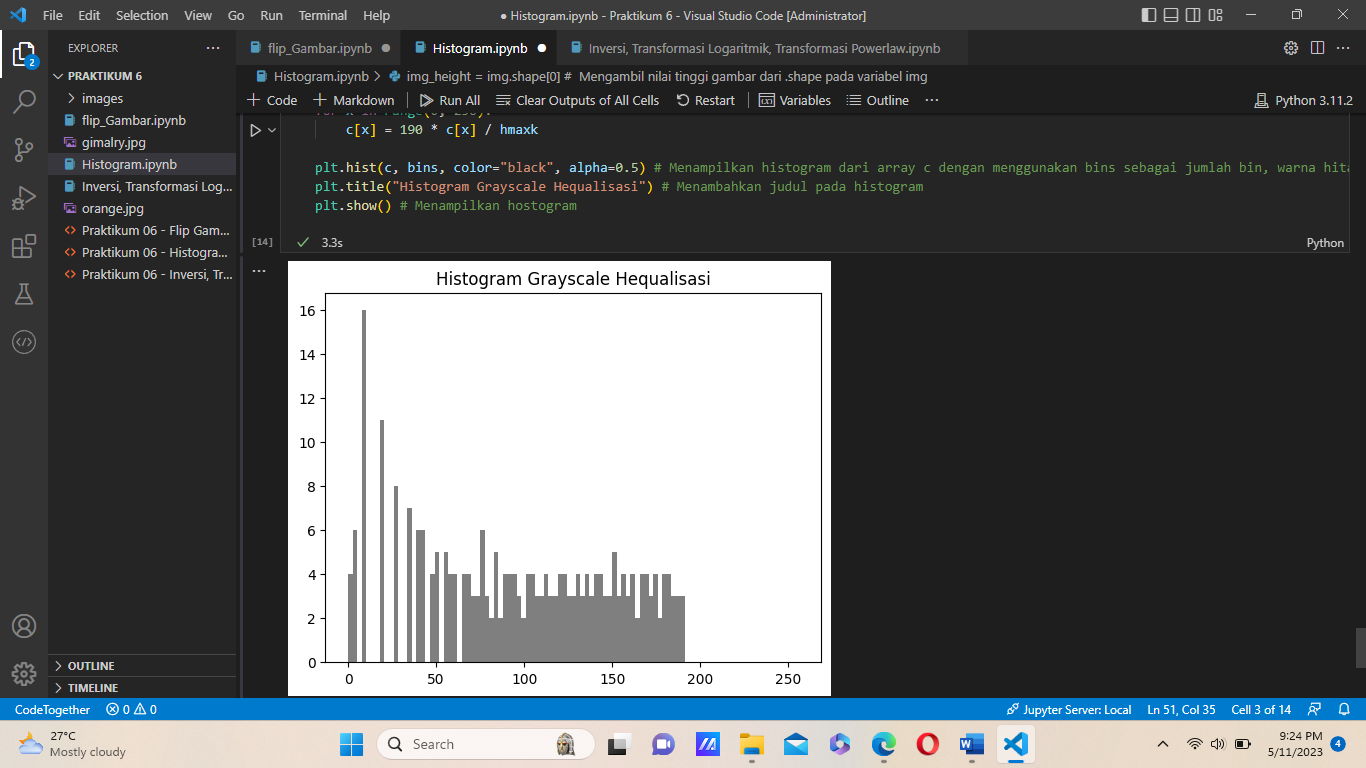 File Edit Selection View Go Run Terminal Help
● Histogram.ipynb - Praktikum 6 - Visual Studio Code [Administrator]
EXPLORER
PRAKTIKUM 6
images
flip_Gambar.ipynb
gimalry.jpg
Histogram.ipynb
Inversi, Transformasi Log...
orange.jpg
Praktikum 06 - Flip Gam...
Praktikum 06 - Histogra...
Praktikum 06 - Inversi, Tr...
OUTLINE
TIMELINE
2
flip_Gambar.ipynb
Histogram.ipynb
Inversi, Transformasi Logaritmik, Transformasi Powerlaw.ipynb
Histogram.ipynb > img_height = img.shape[0] # Mengambil nilai tinggi gambar dari .shape pada variabel img
+ Code + Markdown Run All Clear Outputs of All Cells Restart Variables Outline ... Python 3.11.2
c[x] = 190 * c[x] / hmaxk
plt.hist(c, bins, color="black", alpha=0.5) # Menampilkan histogram dari array c dengan menggunakan bins sebagai jumlah bin, warna hita
plt.title("Histogram Grayscale Hequalisasi") # Menambahkan judul pada histogram
plt.show() # Menampilkan hostogram
[14] 3.3s Python
Histogram Grayscale Hequalisasi
16
14
12
10
8
6
4
2
0
0 50 100 150 200 250
CodeTogether 0 0 Jupyter Server: Local Ln 51, Col 35 Cell 3 of 14
27°C
Mostly cloudy
Search
9:24 PM
5/11/2023
4